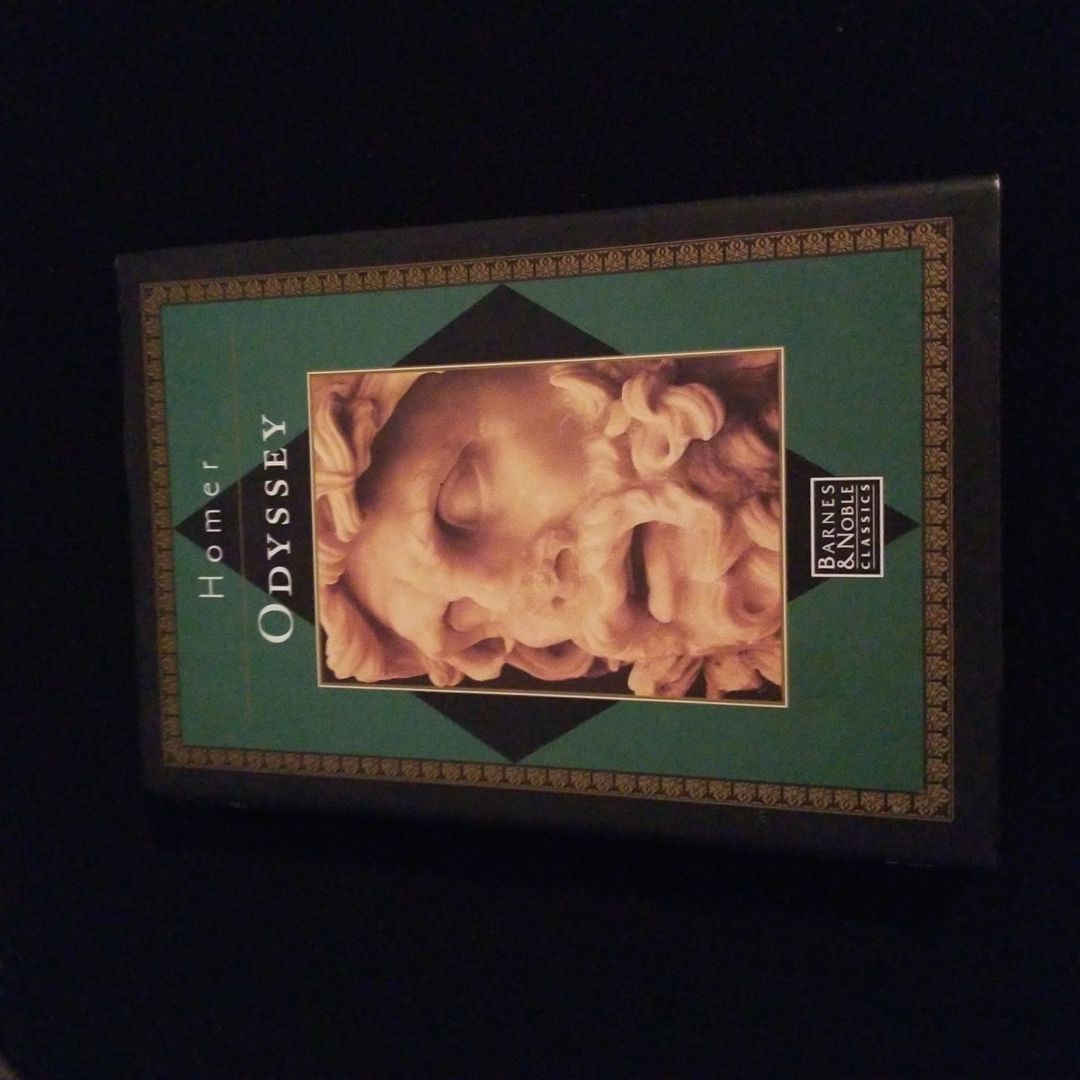 Homer
ODYSSEY
BARNES
& NOBLE
CLASSICS